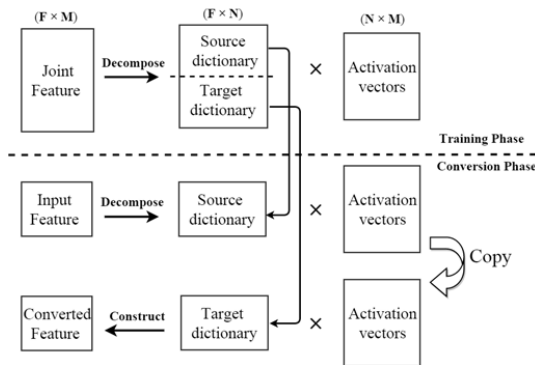 (F × M) (F × N) (N × M)
Joint
Feature
Decompose
Source
dictionary
Target
dictionary
×
Activation
vectors
Training Phase
Conversion Phase
Input
Feature
Decompose
Source
dictionary
×
Activation
vectors
Copy
Converted
Feature
Construct
Target
dictionary
×
Activation
vectors